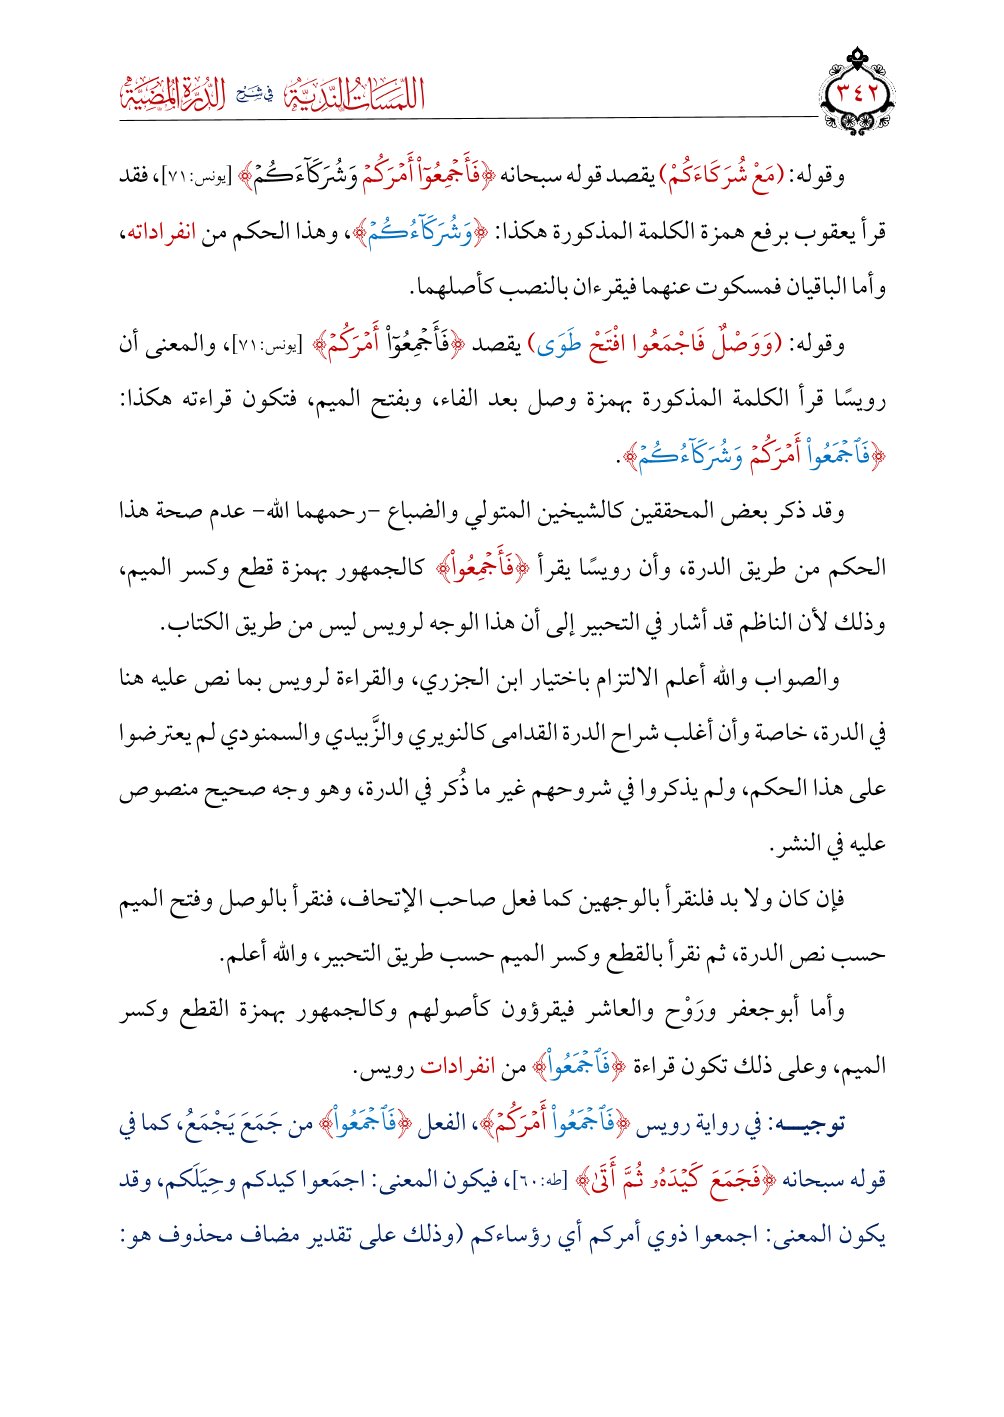 ٣٤٢
اللمسات الندية في شرح الدرة المضية
وقوله: (مَعْ شُرَكَاءَكُمْ) يقصد قوله سبحانه ﴿فَأَجۡمِعُوٓاْ أَمۡرَكُمۡ وَشُرَكَآءَكُمۡ﴾ [يونس:٧١]، فقد
قرأ يعقوب برفع همزة الكلمة المذكورة هكذا: ﴿وَشُرَكَآءُكُمۡ﴾، وهذا الحكم من انفراداته،
وأما الباقيان فمسكوت عنهما فيقرءان بالنصب كأصلهما.
وقوله: (وَوَصْلٌ فَاجْمَعُوا افْتَحْ طَوَى) يقصد ﴿فَأَجۡمِعُوٓاْ أَمۡرَكُمۡ﴾ [يونس:٧١]، والمعنى أن
رويسًا قرأ الكلمة المذكورة بهمزة وصل بعد الفاء، وبفتح الميم، فتكون قراءته هكذا:
﴿فَٱجۡمَعُواْ أَمۡرَكُمۡ وَشُرَكَآءُكُمۡ﴾.
وقد ذكر بعض المحققين كالشيخين المتولي والضباع -رحمهما الله- عدم صحة هذا
الحكم من طريق الدرة، وأن رويسًا يقرأ ﴿فَأَجۡمِعُواْ﴾ كالجمهور بهمزة قطع وكسر الميم،
وذلك لأن الناظم قد أشار في التحبير إلى أن هذا الوجه لرويس ليس من طريق الكتاب.
والصواب والله أعلم الالتزام باختيار ابن الجزري، والقراءة لرويس بما نص عليه هنا
في الدرة، خاصة وأن أغلب شراح الدرة القدامى كالنويري والزَّبيدي والسمنودي لم يعترضوا
على هذا الحكم، ولم يذكروا في شروحهم غير ما ذُكر في الدرة، وهو وجه صحيح منصوص
عليه في النشر.
فإن كان ولا بد فلنقرأ بالوجهين كما فعل صاحب الإتحاف، فنقرأ بالوصل وفتح الميم
حسب نص الدرة، ثم نقرأ بالقطع وكسر الميم حسب طريق التحبير، والله أعلم.
وأما أبوجعفر ورَوْح والعاشر فيقرؤون كأصولهم وكالجمهور بهمزة القطع وكسر
الميم، وعلى ذلك تكون قراءة ﴿فَٱجۡمَعُواْ﴾ من انفرادات رويس.
توجيـــه: في رواية رويس ﴿فَٱجۡمَعُواْ أَمۡرَكُمۡ﴾، الفعل ﴿فَٱجۡمَعُواْ﴾ من جَمَعَ يَجْمَعُ، كما في
قوله سبحانه ﴿فَجَمَعَ كَيۡدَهُۥ ثُمَّ أَتَىٰ﴾ [طه:٦٠]، فيكون المعنى: اجمَعوا كيدكم وحِيَلَكم، وقد
يكون المعنى: اجمعوا ذوي أمركم أي رؤساءكم (وذلك على تقدير مضاف محذوف هو: